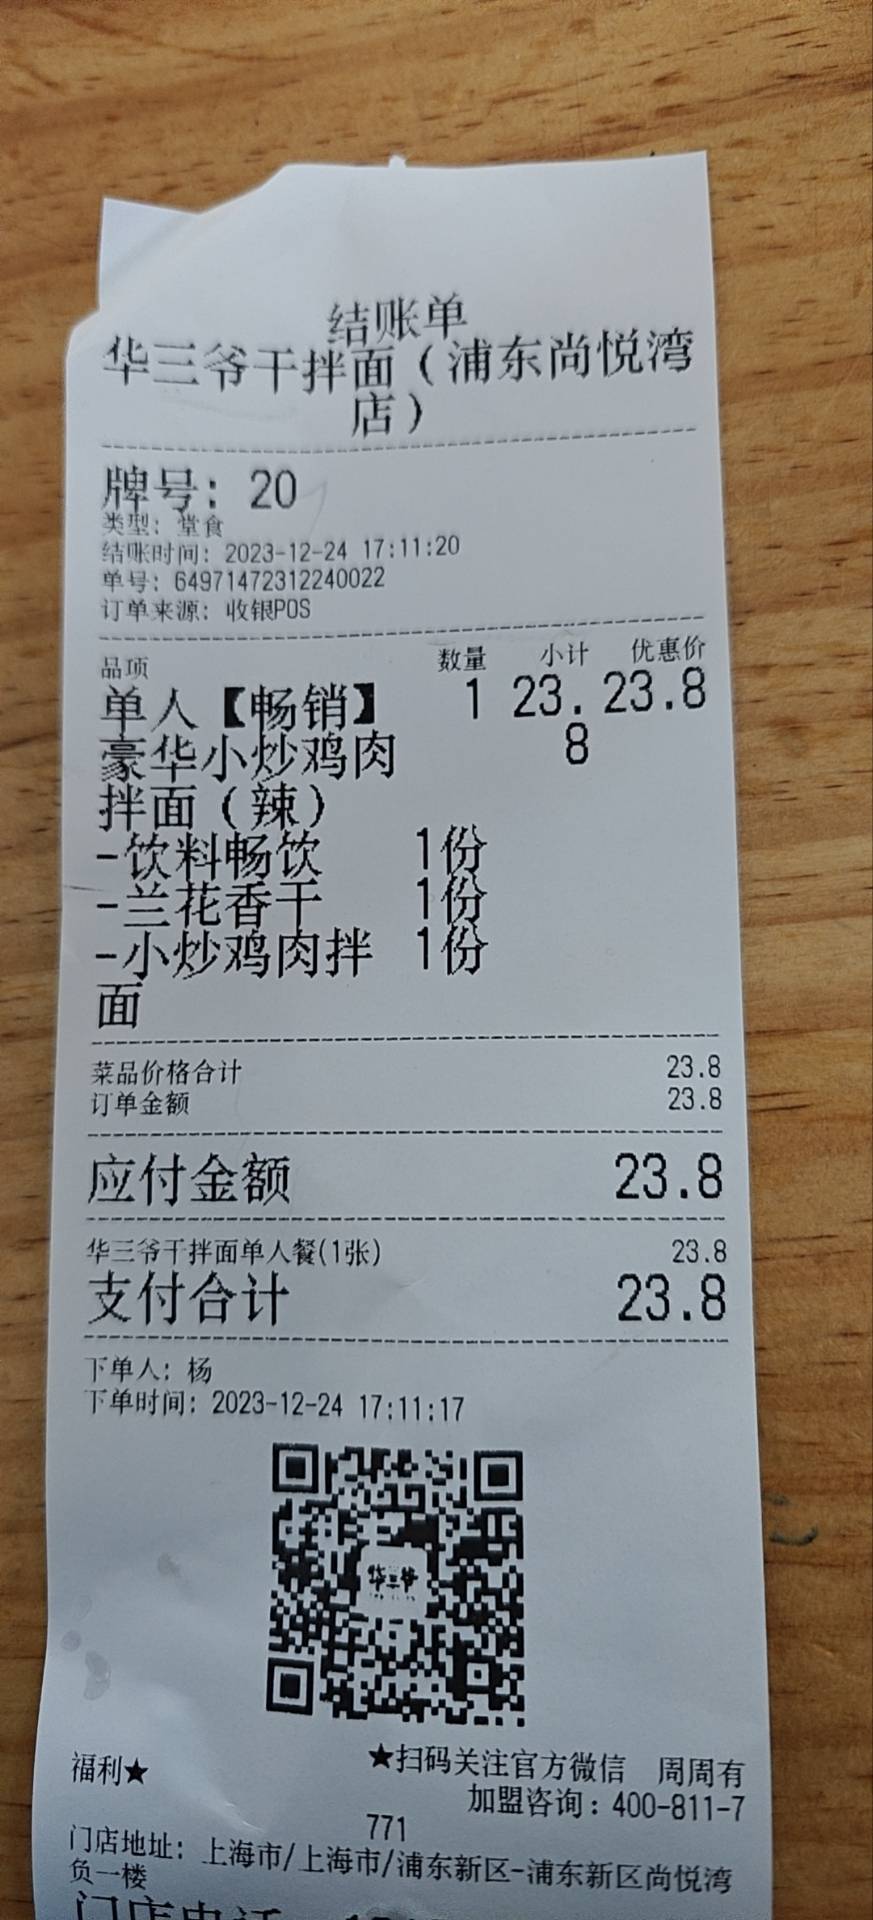 结账单
华三爷干拌面（浦东尚悦湾
店）
牌号：20
类型：堂食
结账时间：2023-12-24 17:11:20
单号：64971472312240022
订单来源：收银POS
品项 数量 小计 优惠价
单人【畅销】 1 23. 23.8
豪华小炒鸡肉 8
拌面（辣）
-饮料畅饮 1份
-兰花香干 1份
-小炒鸡肉拌 1份
面
菜品价格合计 23.8
订单金额 23.8
应付金额 23.8
华三爷干拌面单人餐(1张) 23.8
支付合计 23.8
下单人：杨
下单时间：2023-12-24 17:11:17
华三爷
★扫码关注官方微信 周周有
福利★
加盟咨询：400-811-7
771
门店地址：上海市/上海市/浦东新区-浦东新区尚悦湾
负一楼
门店电话